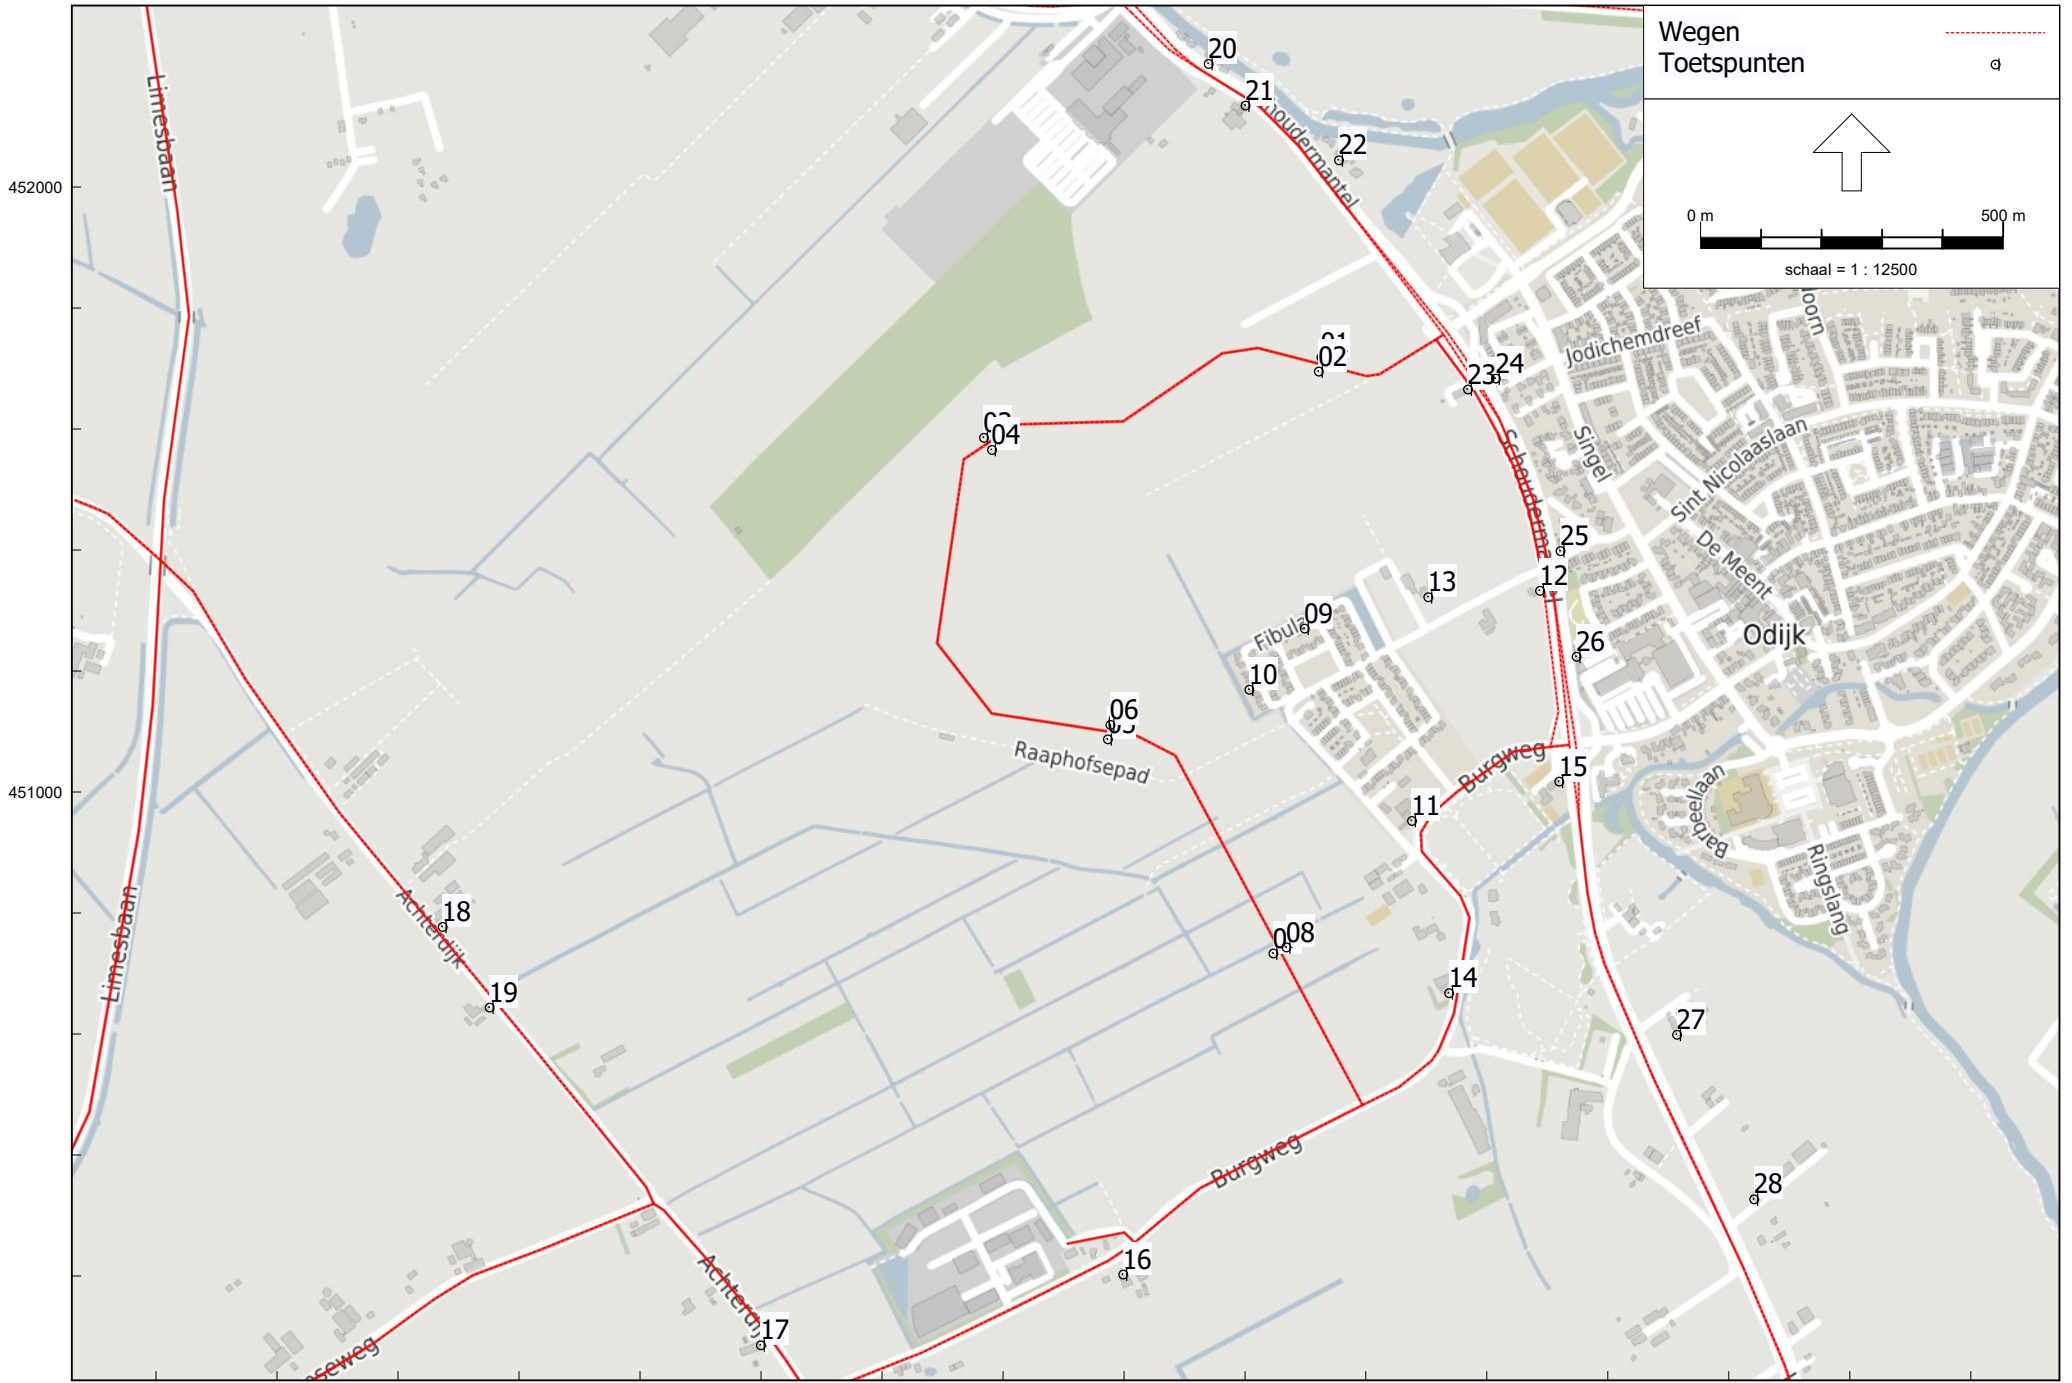 Wegen
Toetspunten
0 m 500 m
schaal = 1 : 12500
452000
451000
Limesbaan
Limesbaan
20
21
22
Jodichemdreef
24
23
02
04
Singel
Sint Nicolaaslaan
De Meent
25
12
13
09
Fibula
10
26
Odijk
06
Raaphofsepad
Burgweg
15
11
Barbeellaan
Ringslang
Achterdijk
18
19
08
14
27
28
Burgweg
16
17